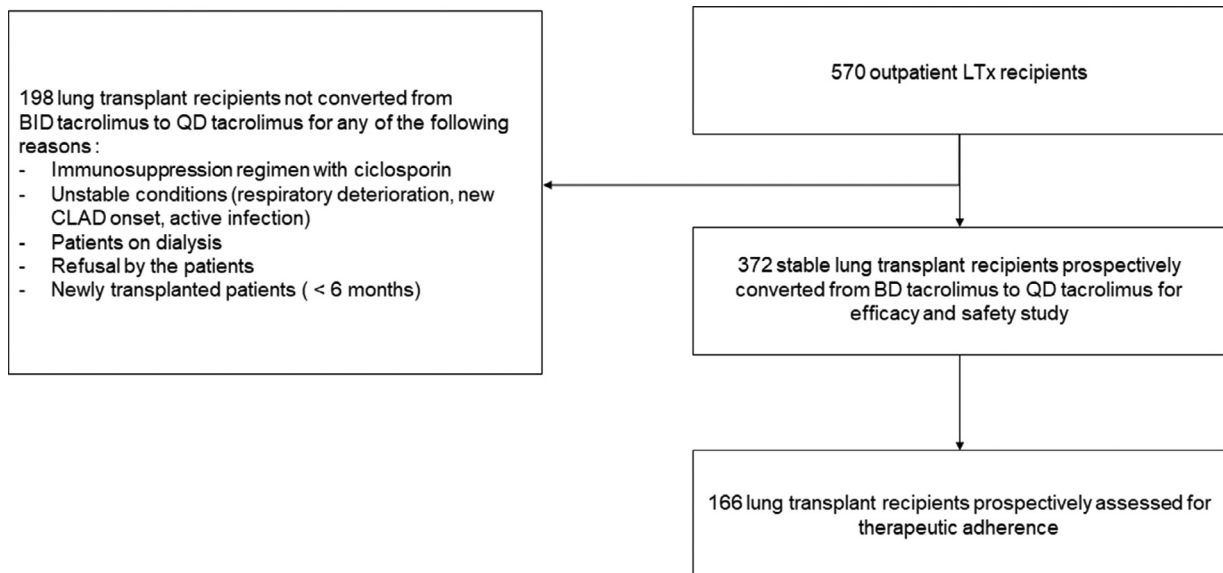 570 outpatient LTx recipients
198 lung transplant recipients not converted from
BID tacrolimus to QD tacrolimus for any of the following
reasons :
- Immunosuppression regimen with ciclosporin
- Unstable conditions (respiratory deterioration, new
CLAD onset, active infection)
- Patients on dialysis
- Refusal by the patients
- Newly transplanted patients ( < 6 months)
372 stable lung transplant recipients prospectively
converted from BD tacrolimus to QD tacrolimus for
efficacy and safety study
166 lung transplant recipients prospectively assessed for
therapeutic adherence